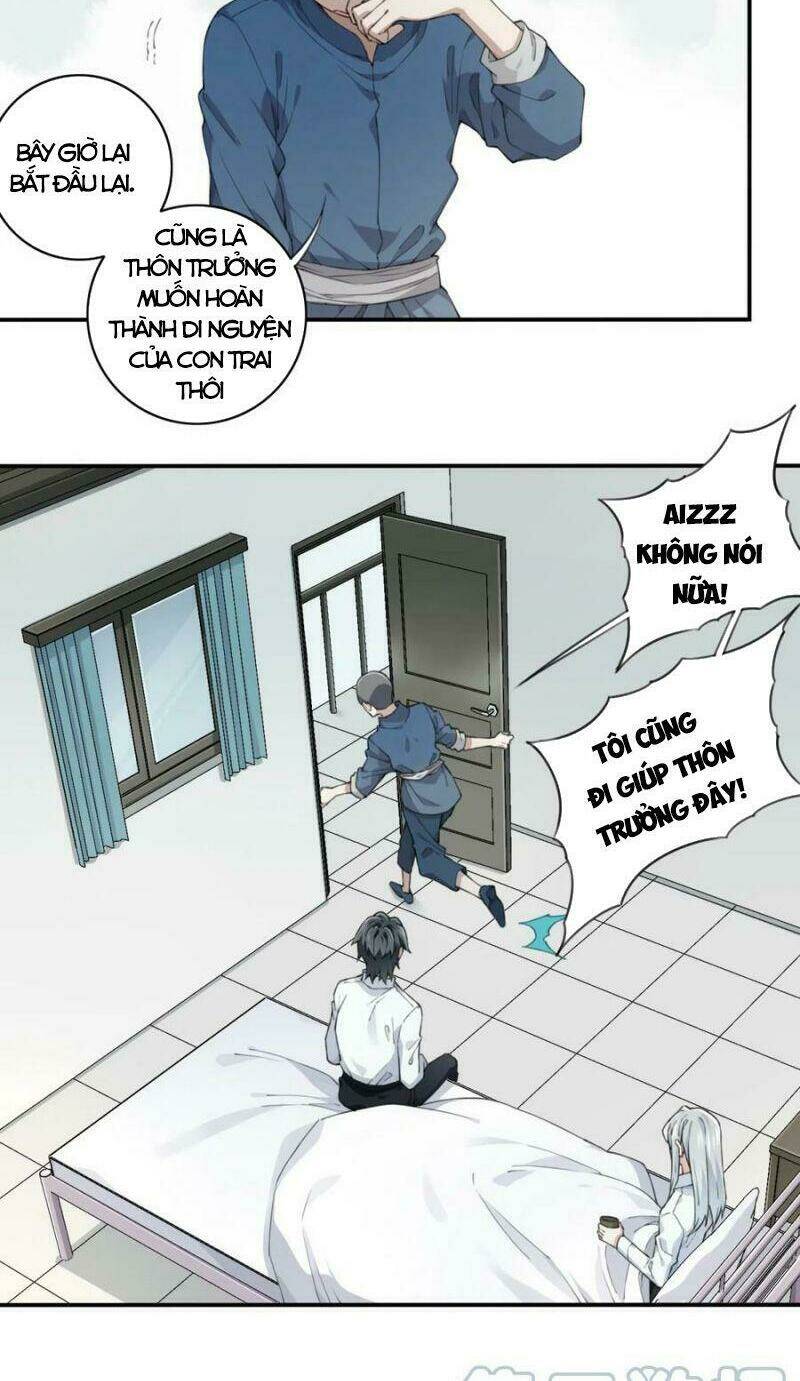 BÂY GIỜ LẠI
BẮT ĐẦU LẠI.
CŨNG LÀ
THÔN TRƯỞNG
MUỐN HOÀN
THÀNH DI NGUYỆN
CỦA CON TRAI
THÔI
AIZZZ
KHÔNG NÓI
NỮA!
TÔI CŨNG
ĐI GIÚP THÔN
TRƯỞNG ĐÂY!